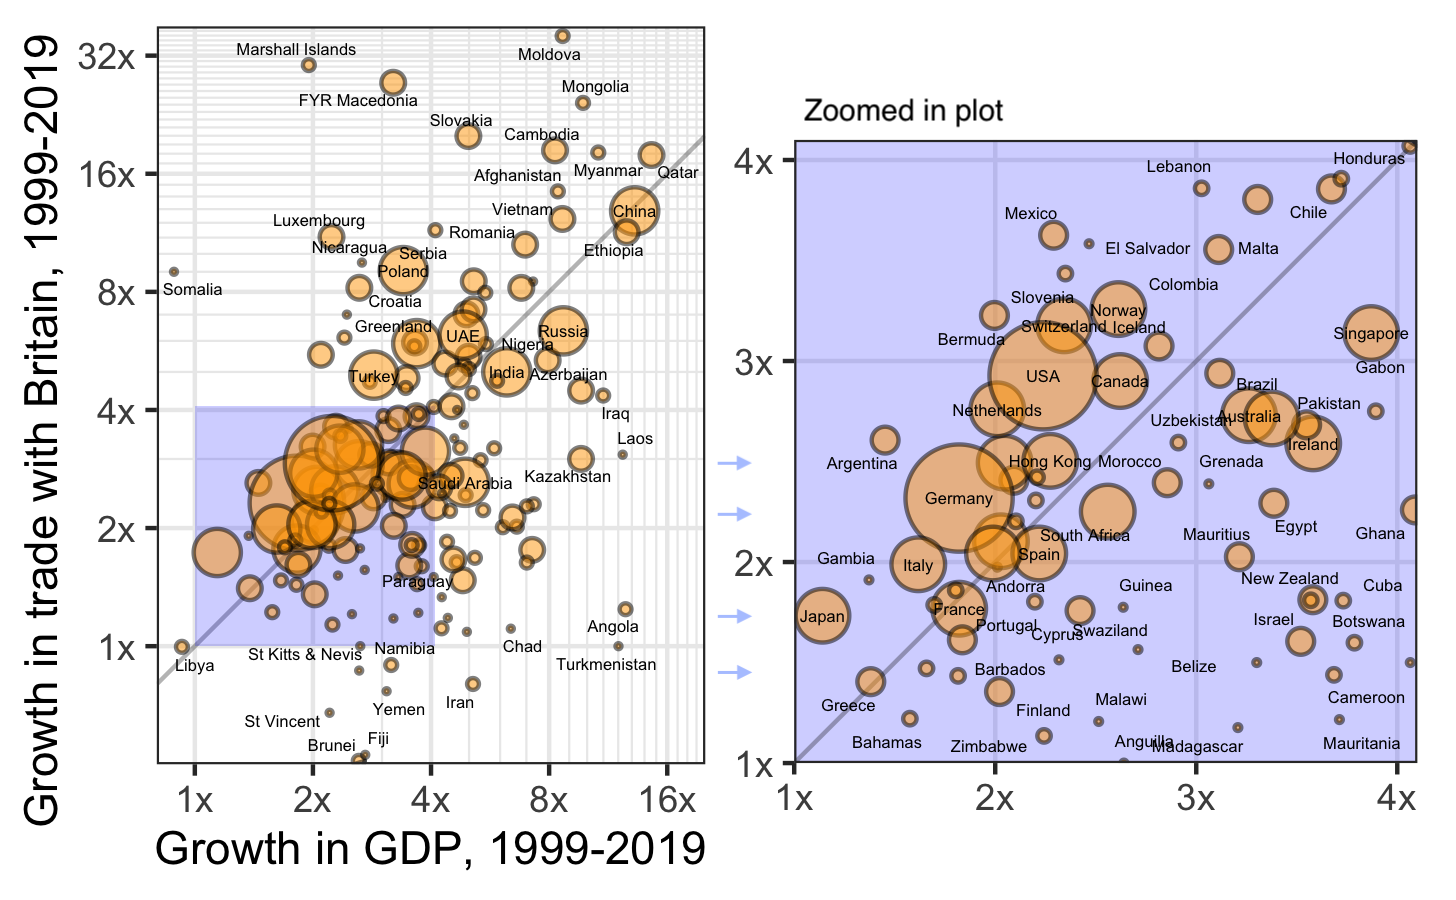 Growth in trade with Britain, 1999-2019
32x
16x
8x
4x
2x
1x
Marshall Islands
Moldova
FYR Macedonia
Mongolia
Slovakia
Cambodia
Myanmar
Qatar
Afghanistan
Vietnam
China
Luxembourg
Nicaragua
Serbia
Romania
Ethiopia
Poland
Somalia
Croatia
Greenland
UAE
Russia
Nigeria
Turkey
India
Azerbaijan
Iraq
Laos
Saudi Arabia
Kazakhstan
Paraguay
Angola
Libya
St Kitts & Nevis
Namibia
Chad
Turkmenistan
Iran
Yemen
St Vincent
Fiji
Brunei
1x
2x
4x
8x
16x
Growth in GDP, 1999-2019
Zoomed in plot
4x
3x
2x
1x
Honduras
Lebanon
Chile
Mexico
El Salvador
Malta
Colombia
Slovenia
Norway
Switzerland
Iceland
Bermuda
Singapore
Gabon
USA
Canada
Brazil
Netherlands
Pakistan
Uzbekistan
Australia
Ireland
Argentina
Hong Kong
Morocco
Grenada
Germany
Egypt
South Africa
Mauritius
Ghana
Spain
Gambia
Italy
Andorra
Guinea
New Zealand
Cuba
Japan
France
Portugal
Cyprus
Swaziland
Israel
Botswana
Barbados
Belize
Greece
Finland
Malawi
Cameroon
Bahamas
Zimbabwe
Anguilla
Madagascar
Mauritania
1x
2x
3x
4x